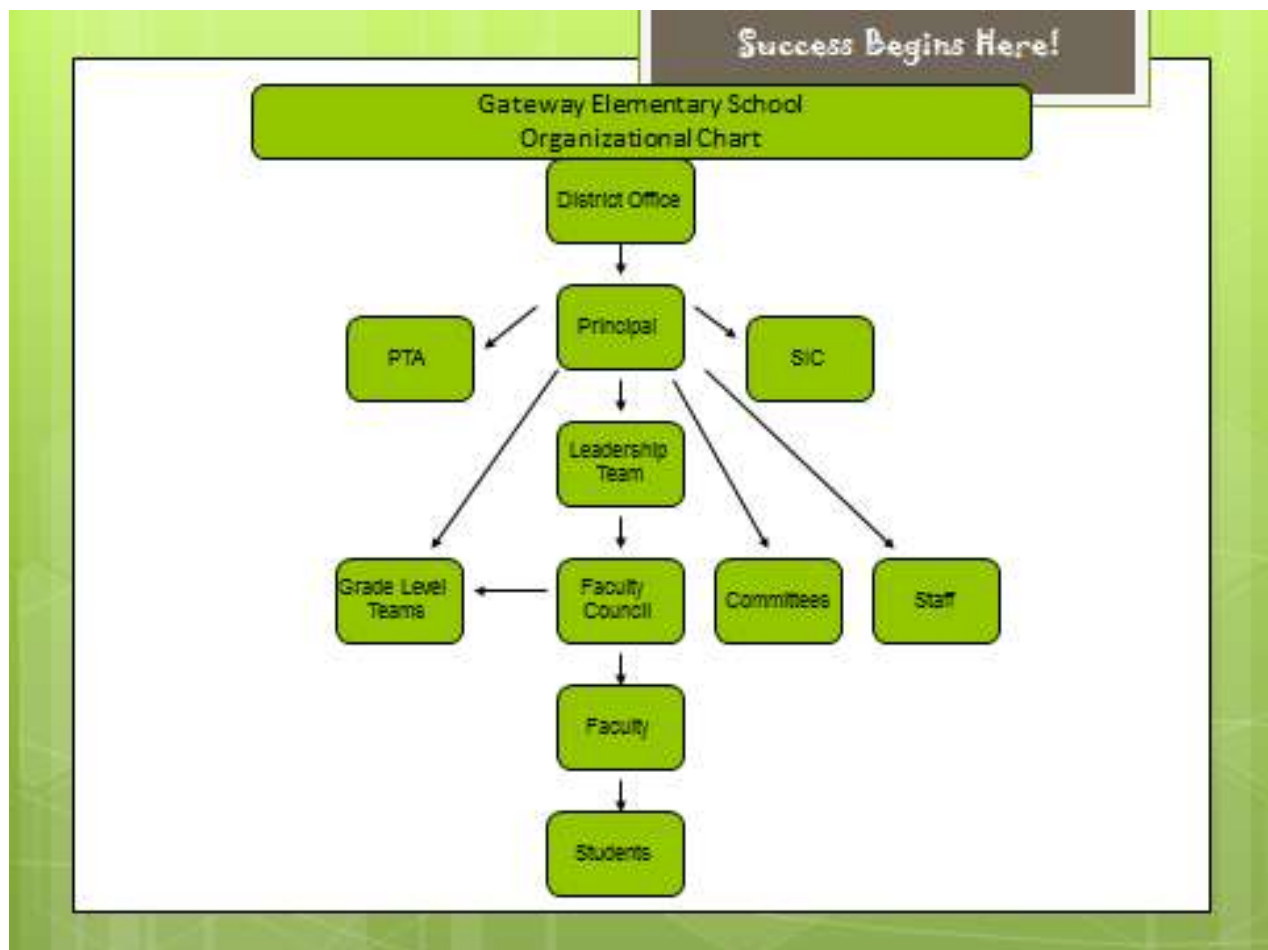 Success Begins Here!
Gateway Elementary School
Organizational Chart
District Office
Principal
PTA
SIC
Leadership
Team
Grade Level
Teams
Faculty
Council
Committees
Staff
Faculty
Students